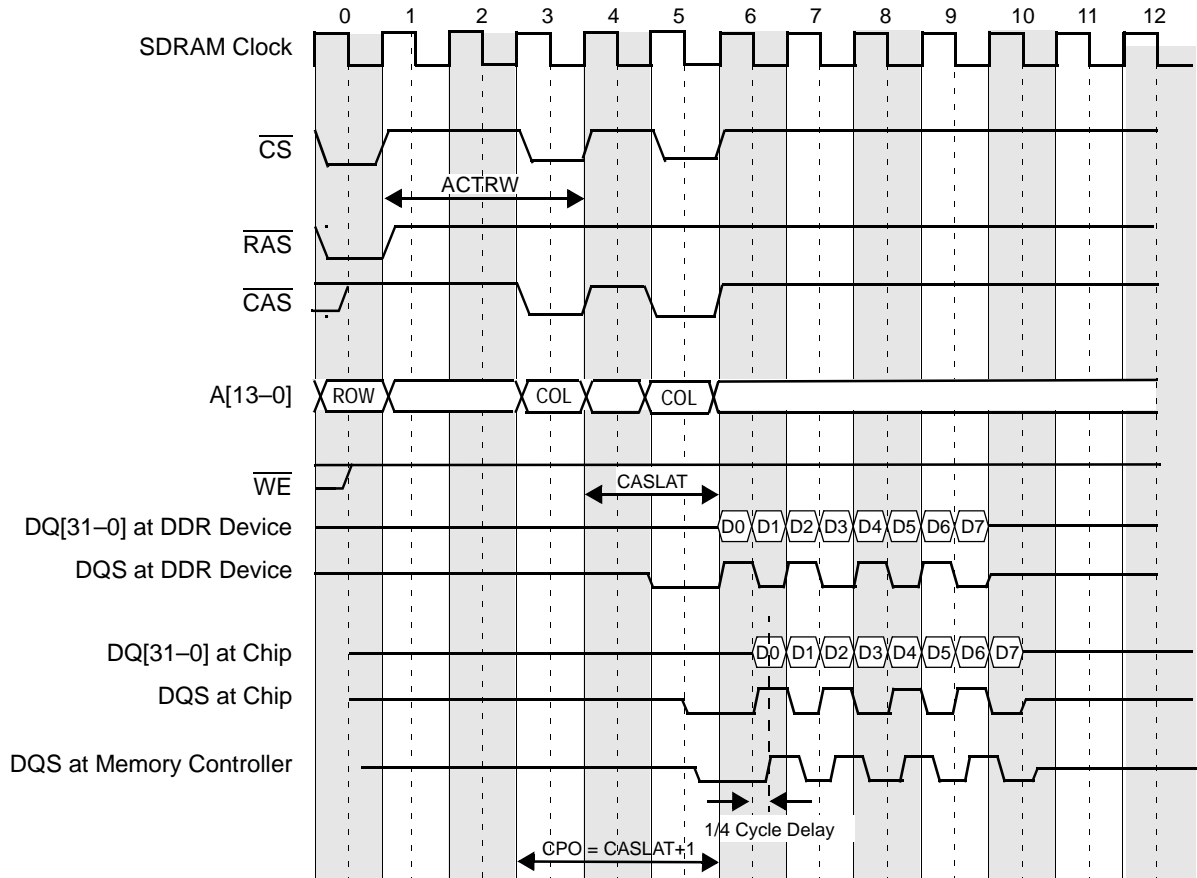 0 1 2 3 4 5 6 7 8 9 10 11 12
SDRAM Clock
CS
ACTRW
RAS
CAS
A[13–0]
ROW COL COL
WE
CASLAT
DQ[31–0] at DDR Device
D0 D1 D2 D3 D4 D5 D6 D7
DQS at DDR Device
DQ[31–0] at Chip
D0 D1 D2 D3 D4 D5 D6 D7
DQS at Chip
DQS at Memory Controller
1/4 Cycle Delay
CPO = CASLAT+1